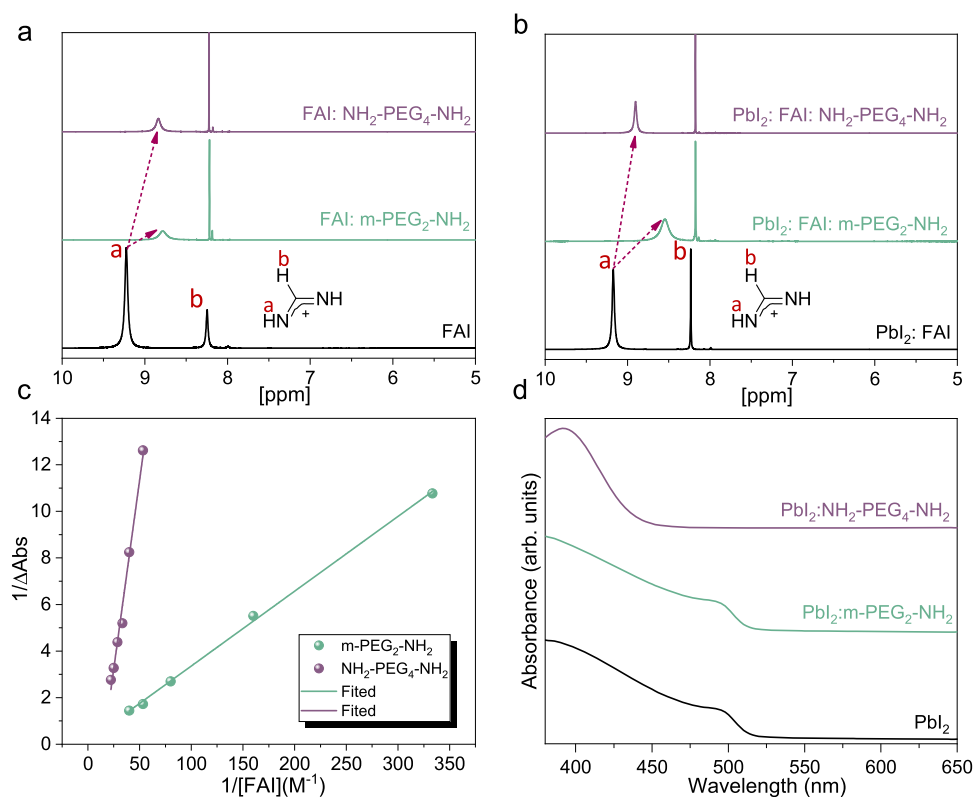 a
FAI: NH₂-PEG₄-NH₂
FAI: m-PEG₂-NH₂
a
b
b
H
a
HN
NH
+
FAI
10 9 8 7 6 5
[ppm]
b
PbI₂: FAI: NH₂-PEG₄-NH₂
PbI₂: FAI: m-PEG₂-NH₂
a
b
b
H
a
HN
NH
+
PbI₂: FAI
10 9 8 7 6 5
[ppm]
c
14
12
10
8
6
4
2
0
1/ΔAbs
m-PEG₂-NH₂
NH₂-PEG₄-NH₂
Fited
Fited
0 50 100 150 200 250 300 350
1/[FAI](M⁻¹)
d
Absorbance (arb. units)
PbI₂:NH₂-PEG₄-NH₂
PbI₂:m-PEG₂-NH₂
PbI₂
400 450 500 550 600 650
Wavelength (nm)